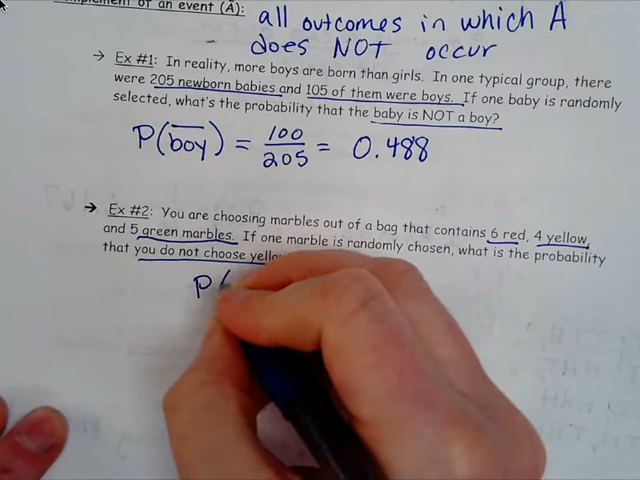 of an event (Ā): all outcomes in which A
does NOT occur
→ Ex #1: In reality, more boys are born than girls. In one typical group, there
were 205 newborn babies and 105 of them were boys. If one baby is randomly
selected, what's the probability that the baby is NOT a boy?
P(b̅o̅y̅) = 100/205 = 0.488
→ Ex #2: You are choosing marbles out of a bag that contains 6 red, 4 yellow,
and 5 green marbles. If one marble is randomly chosen, what is the probability
that you do not choose
P(